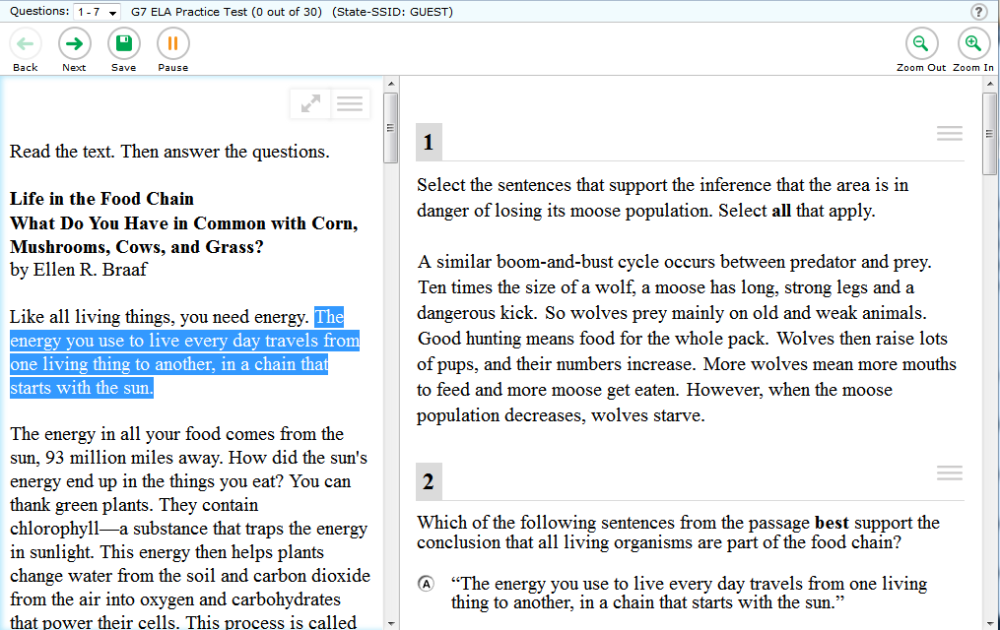 Questions: 1 - 7 G7 ELA Practice Test (0 out of 30) (State-SSID: GUEST) ?
Back Next Save Pause Zoom Out Zoom In
Read the text. Then answer the questions.
Life in the Food Chain
What Do You Have in Common with Corn,
Mushrooms, Cows, and Grass?
by Ellen R. Braaf
Like all living things, you need energy. The
energy you use to live every day travels from
one living thing to another, in a chain that
starts with the sun.
The energy in all your food comes from the
sun, 93 million miles away. How did the sun's
energy end up in the things you eat? You can
thank green plants. They contain
chlorophyll—a substance that traps the energy
in sunlight. This energy then helps plants
change water from the soil and carbon dioxide
from the air into oxygen and carbohydrates
that power their cells. This process is called
1
Select the sentences that support the inference that the area is in
danger of losing its moose population. Select all that apply.
A similar boom-and-bust cycle occurs between predator and prey.
Ten times the size of a wolf, a moose has long, strong legs and a
dangerous kick. So wolves prey mainly on old and weak animals.
Good hunting means food for the whole pack. Wolves then raise lots
of pups, and their numbers increase. More wolves mean more mouths
to feed and more moose get eaten. However, when the moose
population decreases, wolves starve.
2
Which of the following sentences from the passage best support the
conclusion that all living organisms are part of the food chain?
A “The energy you use to live every day travels from one living
thing to another, in a chain that starts with the sun.”